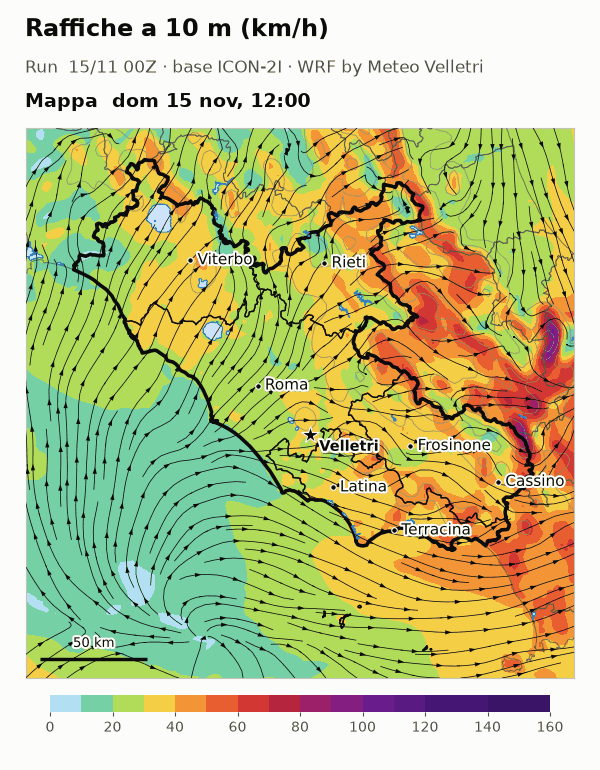 Raffiche a 10 m (km/h)
Run  15/11 00Z · base ICON-2I · WRF by Meteo Velletri
Mappa  dom 15 nov, 12:00
Viterbo
Rieti
Roma
Velletri
Frosinone
Latina
Cassino
Terracina
50 km
0 20 40 60 80 100 120 140 160